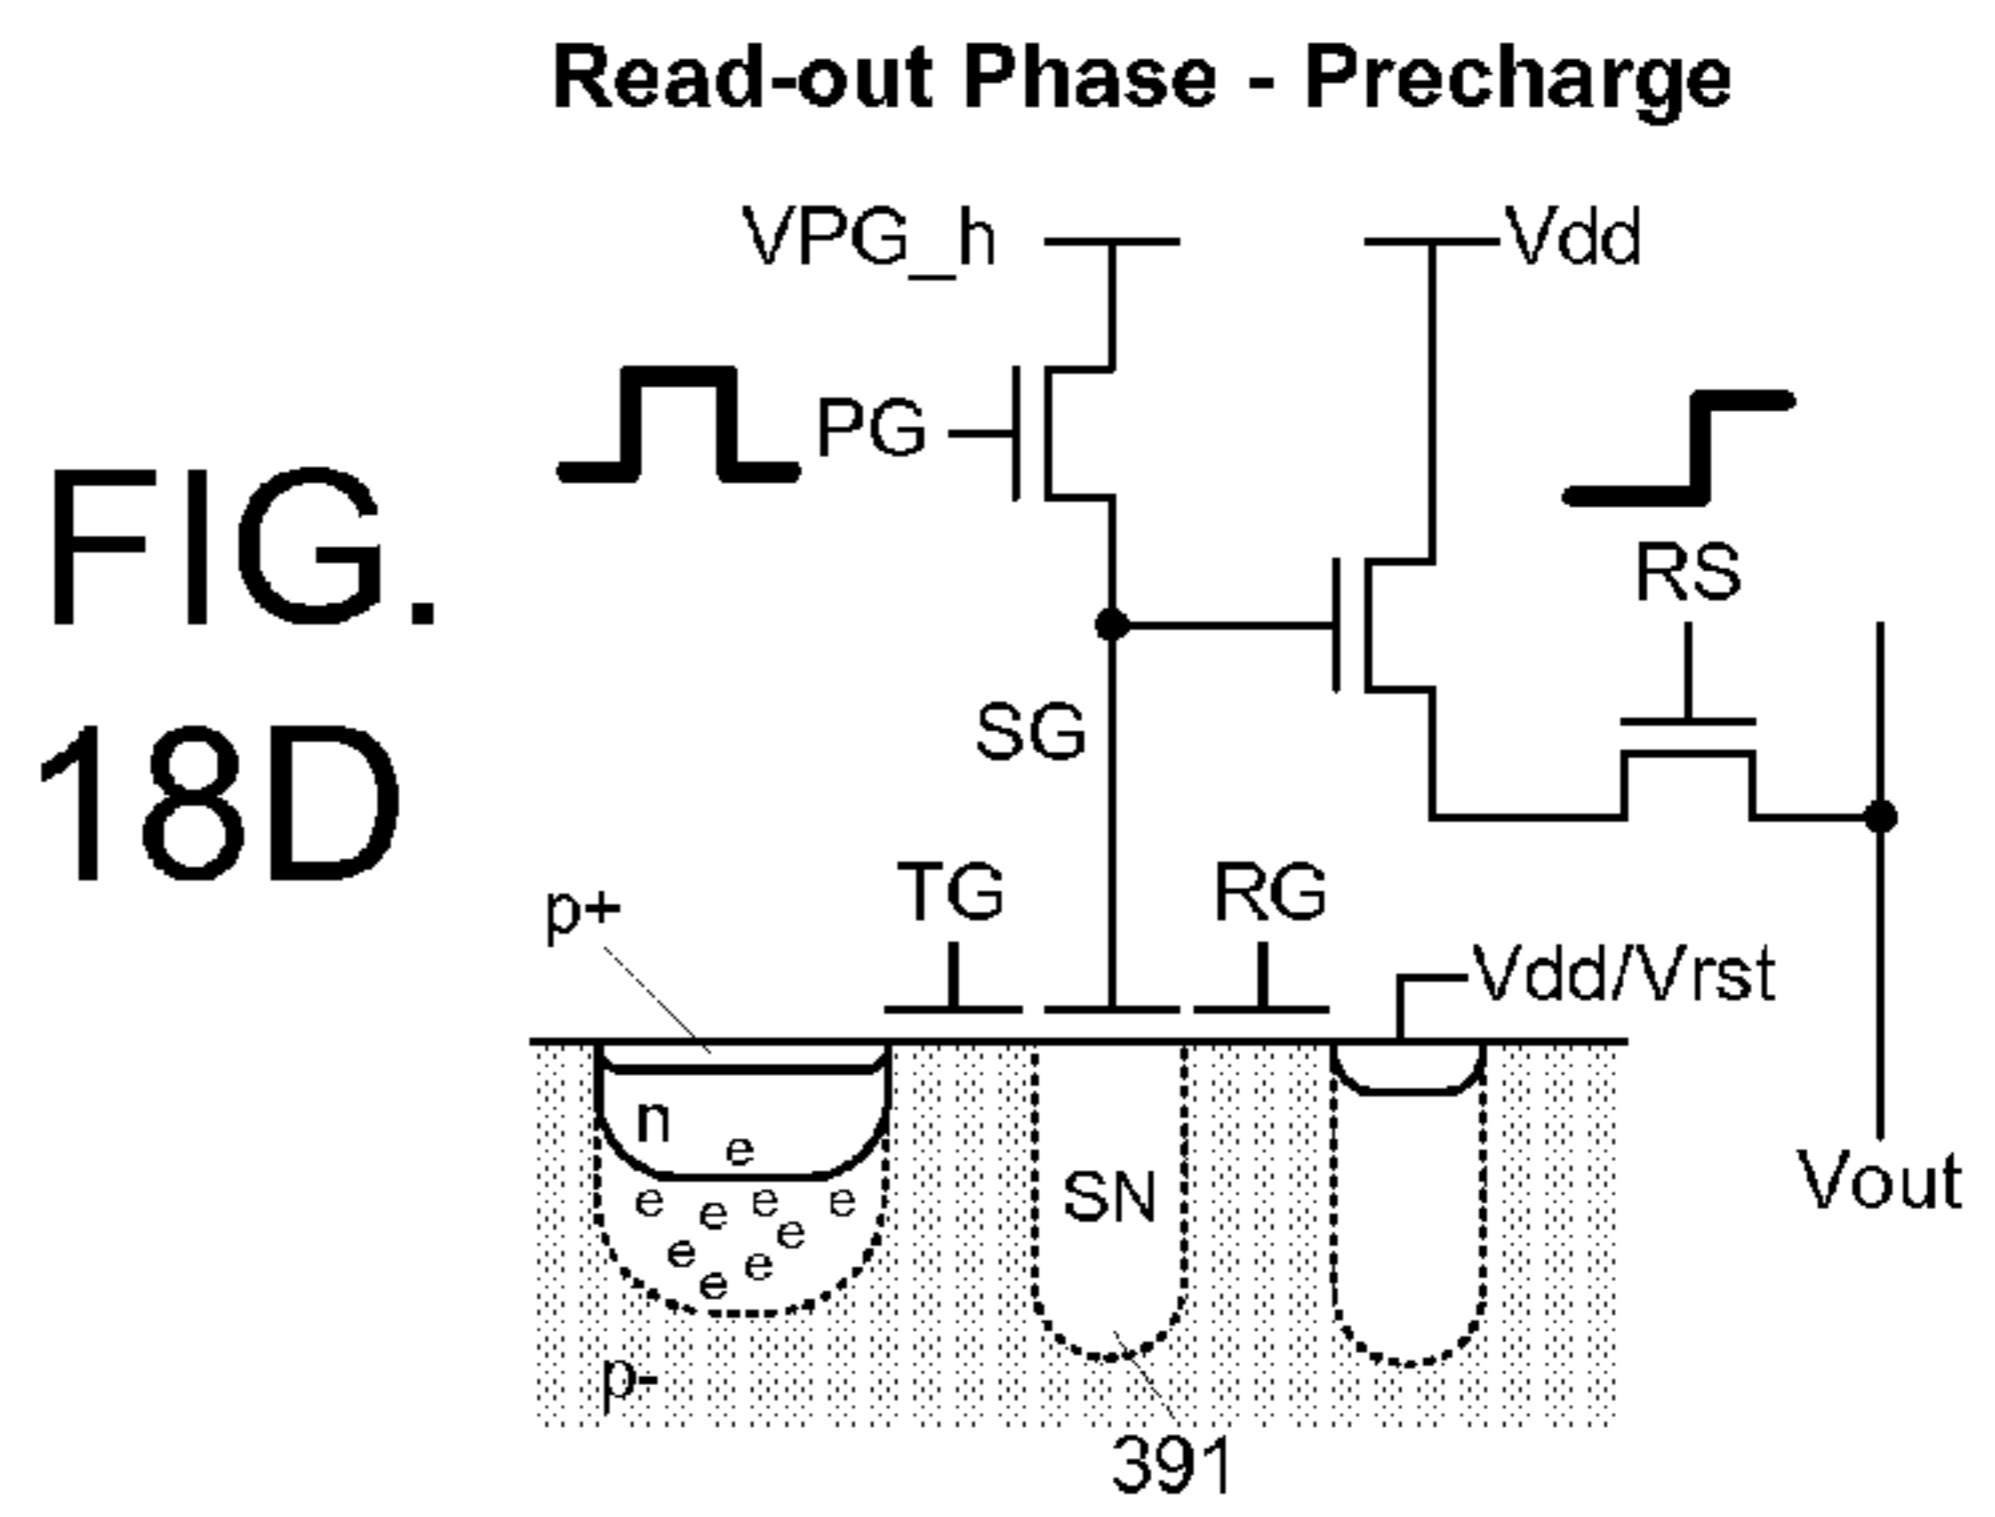 Read-out Phase - Precharge
VPG_h
Vdd
PG
FIG.
18D
RS
SG
TG
RG
p+
Vdd/Vrst
n
e
e e e e
e e
e e
SN
Vout
p-
391